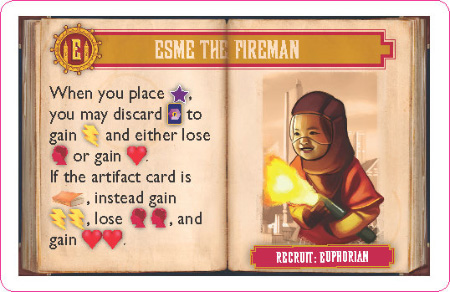 E
ESME THE FIREMAN
When you place ,
you may discard to
gain and either lose
or gain .
If the artifact card is
, instead gain
, lose , and
gain .
RECRUIT: EUPHORIAN